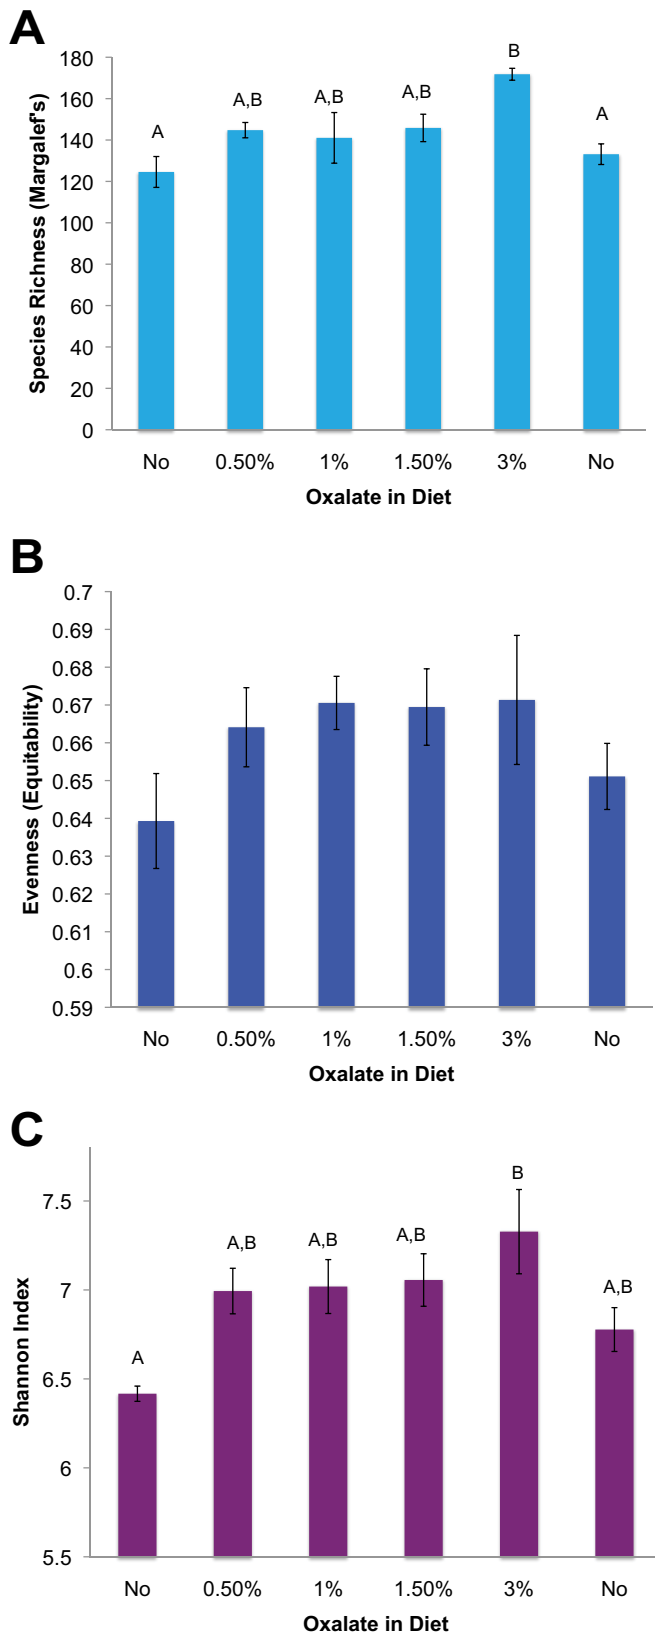 A
Species Richness (Margalef's)
180
160
140
120
100
80
60
40
20
0
A
A,B
A,B
A,B
B
A
No 0.50% 1% 1.50% 3% No
Oxalate in Diet
B
Evenness (Equitability)
0.7
0.69
0.68
0.67
0.66
0.65
0.64
0.63
0.62
0.61
0.6
0.59
No 0.50% 1% 1.50% 3% No
Oxalate in Diet
C
Shannon Index
7.5
7
6.5
6
5.5
A
A,B
A,B
A,B
B
A,B
No 0.50% 1% 1.50% 3% No
Oxalate in Diet